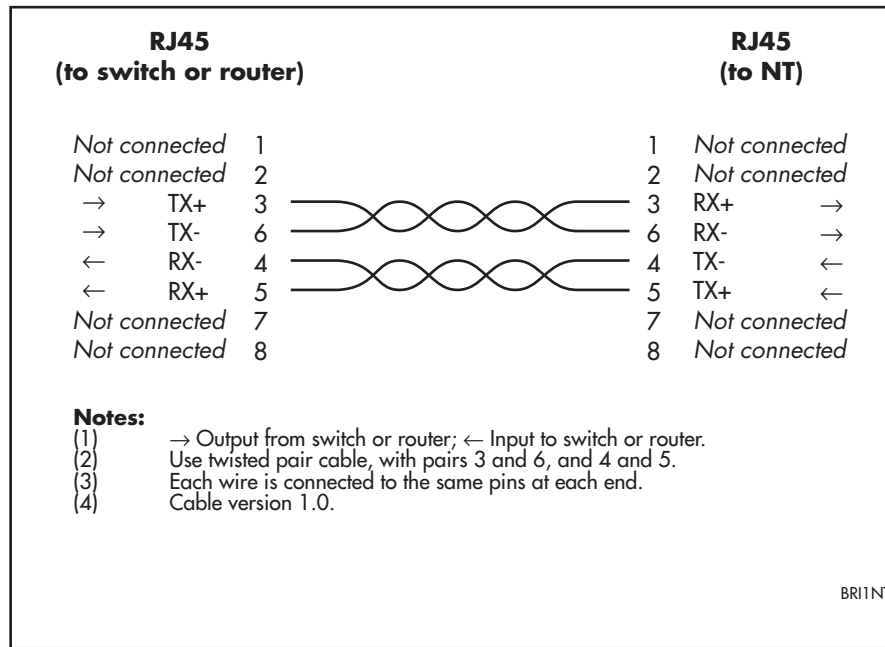 RJ45 RJ45
(to switch or router) (to NT)
Not connected 1 1 Not connected
Not connected 2 2 Not connected
→ TX+ 3 3 RX+ →
→ TX- 6 6 RX- →
← RX- 4 4 TX- ←
← RX+ 5 5 TX+ ←
Not connected 7 7 Not connected
Not connected 8 8 Not connected
Notes:
(1) → Output from switch or router; ← Input to switch or router.
(2) Use twisted pair cable, with pairs 3 and 6, and 4 and 5.
(3) Each wire is connected to the same pins at each end.
(4) Cable version 1.0.